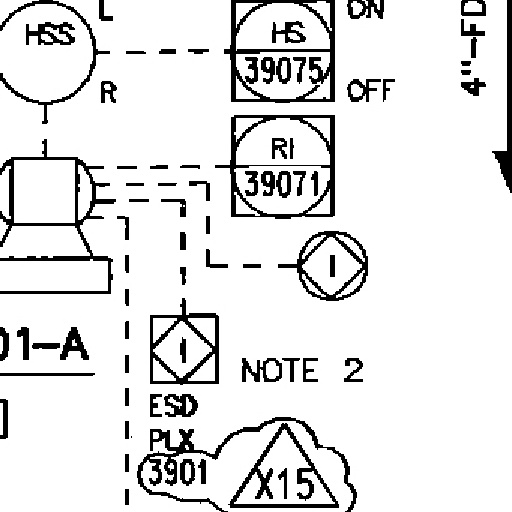 L
HSS
R
ON
HS
39075
OFF
4"-FD
RI
39071
I
I
01-A
NOTE 2
ESD
PLX
3901
X15